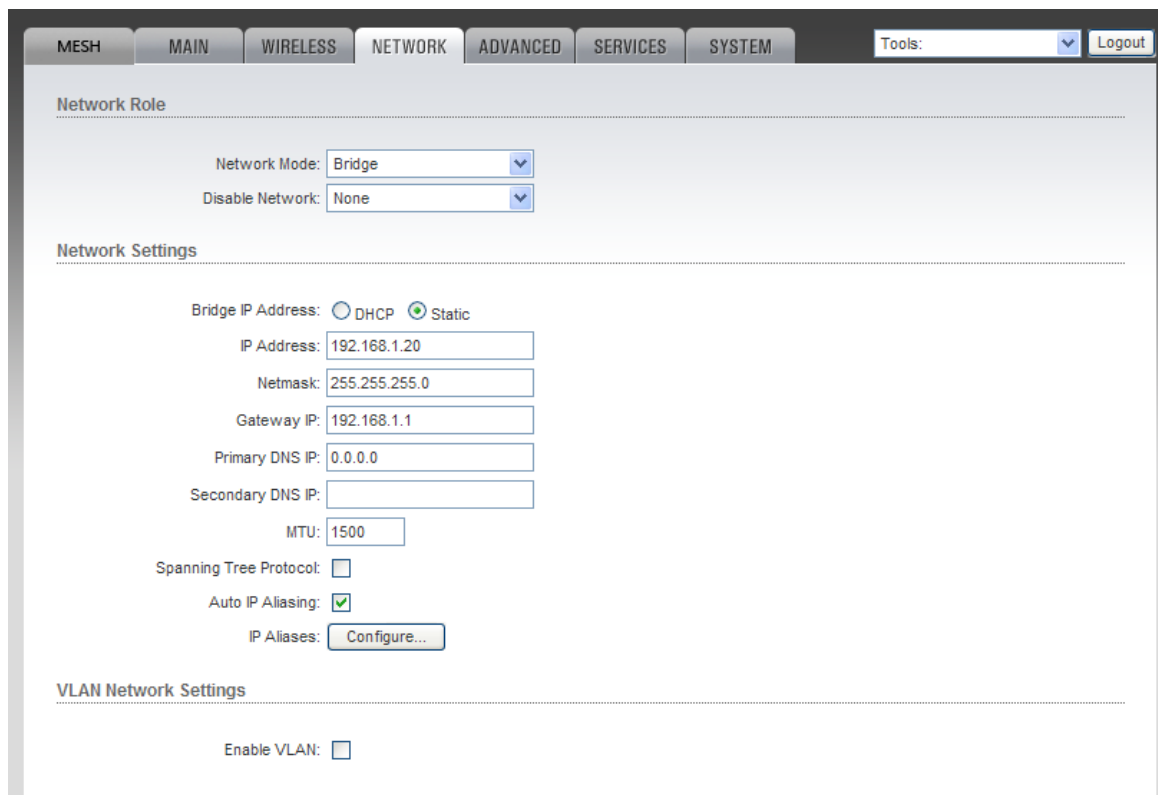 MESH MAIN WIRELESS NETWORK ADVANCED SERVICES SYSTEM Tools: Logout
Network Role
Network Mode: Bridge
Disable Network: None
Network Settings
Bridge IP Address: DHCP Static
IP Address: 192.168.1.20
Netmask: 255.255.255.0
Gateway IP: 192.168.1.1
Primary DNS IP: 0.0.0.0
Secondary DNS IP:
MTU: 1500
Spanning Tree Protocol:
Auto IP Aliasing:
IP Aliases: Configure...
VLAN Network Settings
Enable VLAN: